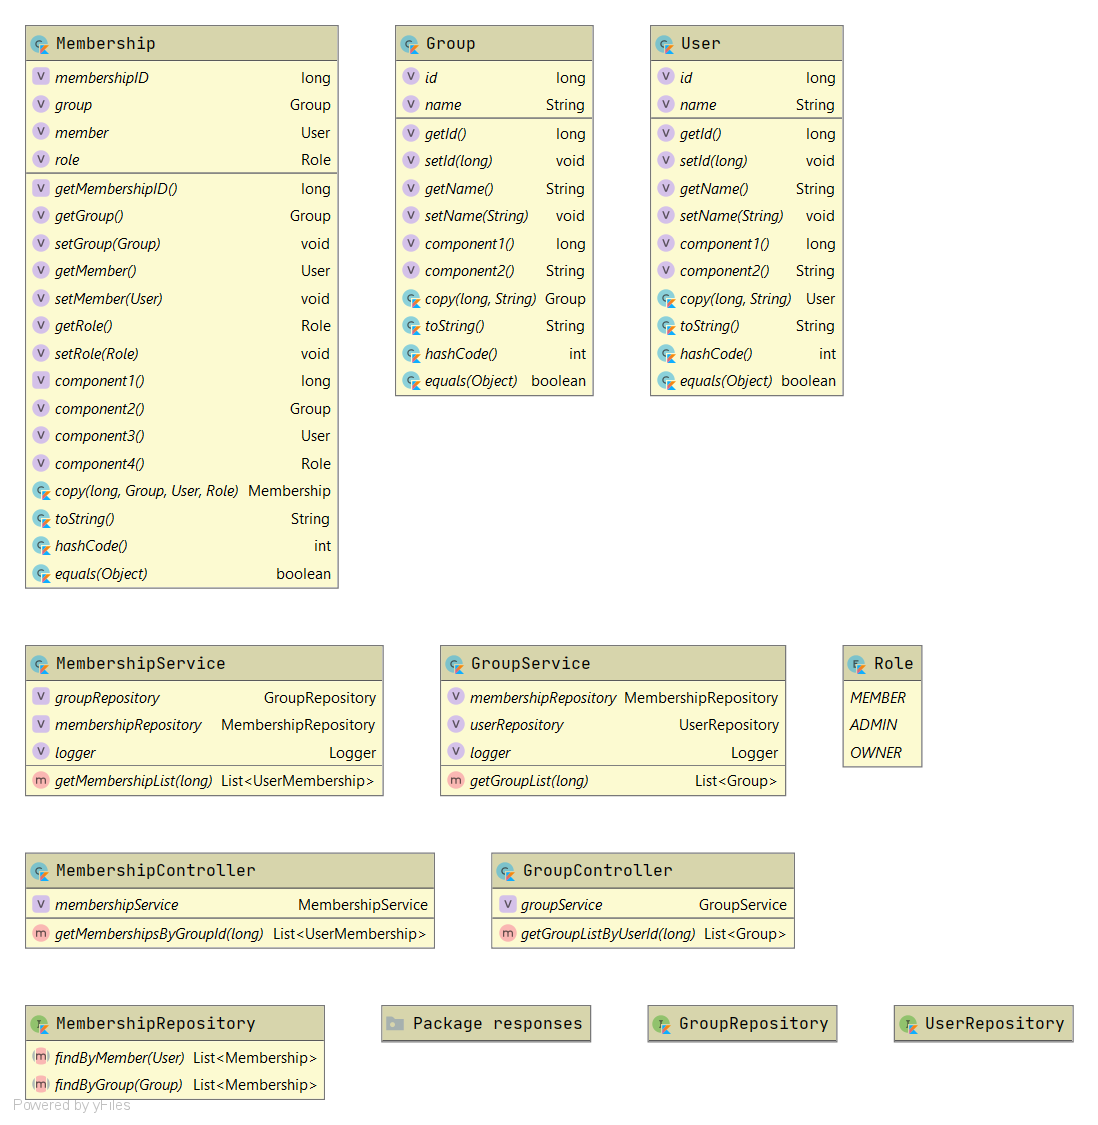 Membership
membershipID long
group Group
member User
role Role
getMembershipID() long
getGroup() Group
setGroup(Group) void
getMember() User
setMember(User) void
getRole() Role
setRole(Role) void
component1() long
component2() Group
component3() User
component4() Role
copy(long, Group, User, Role) Membership
toString() String
hashCode() int
equals(Object) boolean
Group
id long
name String
getId() long
setId(long) void
getName() String
setName(String) void
component1() long
component2() String
copy(long, String) Group
toString() String
hashCode() int
equals(Object) boolean
User
id long
name String
getId() long
setId(long) void
getName() String
setName(String) void
component1() long
component2() String
copy(long, String) User
toString() String
hashCode() int
equals(Object) boolean
MembershipService
groupRepository GroupRepository
membershipRepository MembershipRepository
logger Logger
getMembershipList(long) List<UserMembership>
GroupService
membershipRepository MembershipRepository
userRepository UserRepository
logger Logger
getGroupList(long) List<Group>
Role
MEMBER
ADMIN
OWNER
MembershipController
membershipService MembershipService
getMembershipsByGroupId(long) List<UserMembership>
GroupController
groupService GroupService
getGroupListByUserId(long) List<Group>
MembershipRepository
findByMember(User) List<Membership>
findByGroup(Group) List<Membership>
Package responses
GroupRepository
UserRepository
Powered by yFiles